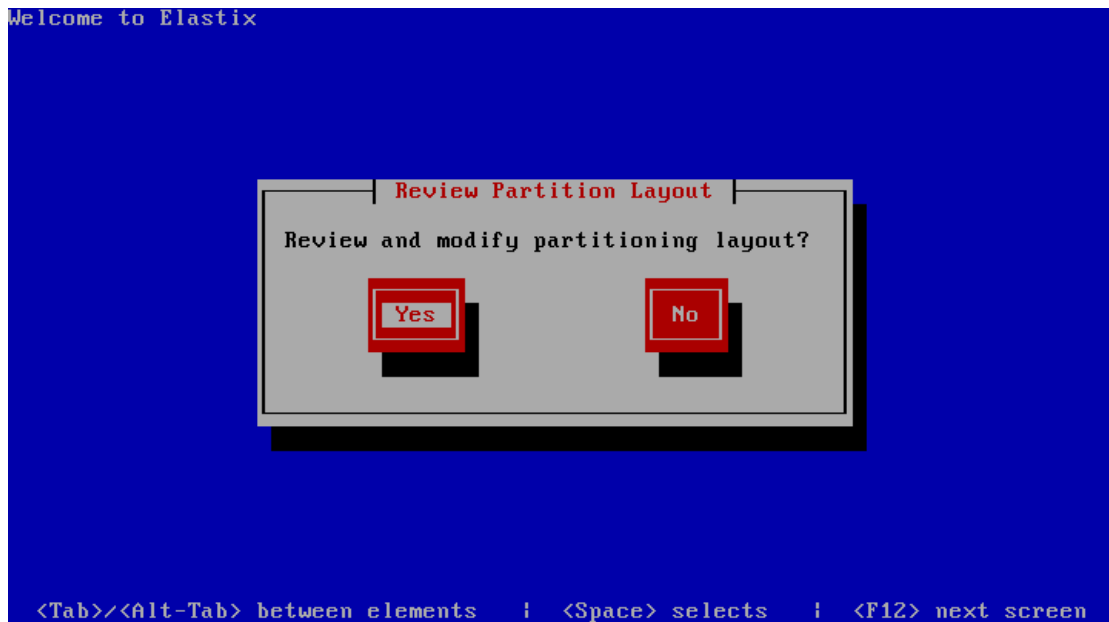 Welcome to Elastix
Review Partition Layout
Review and modify partitioning layout?
Yes No
<Tab>/<Alt-Tab> between elements | <Space> selects | <F12> next screen